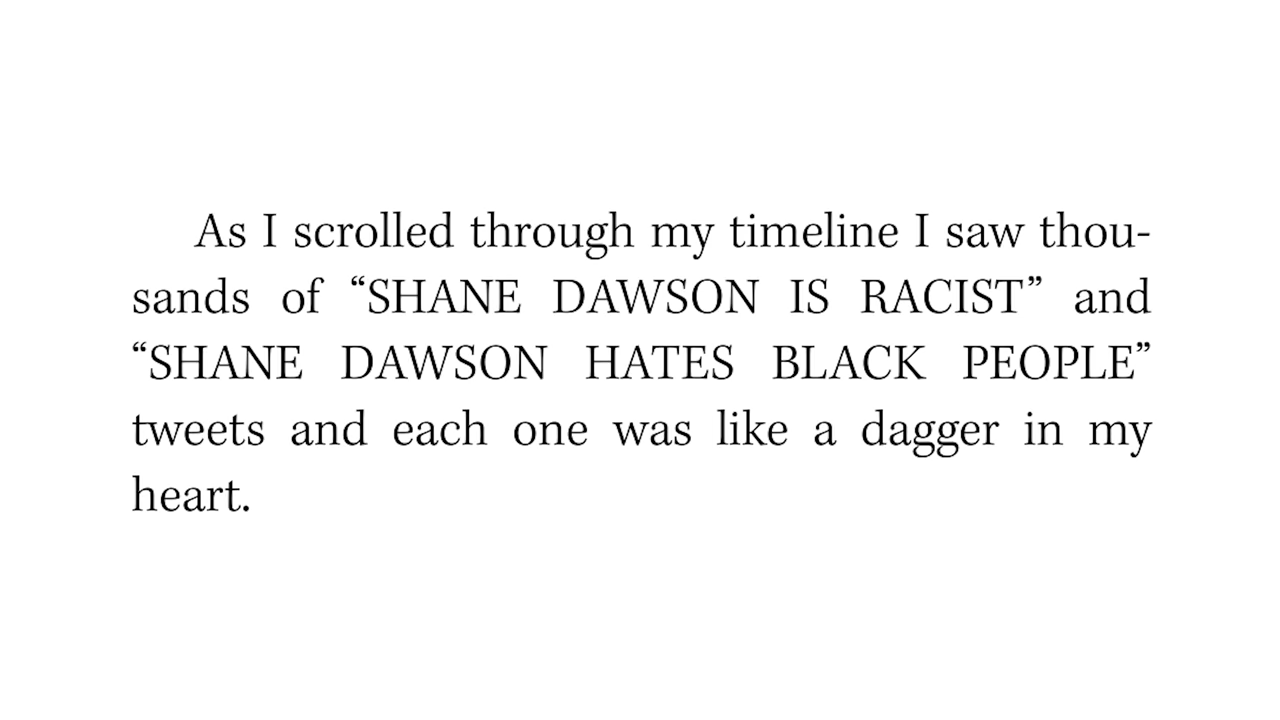 As I scrolled through my timeline I saw thou-
sands of “SHANE DAWSON IS RACIST” and
“SHANE DAWSON HATES BLACK PEOPLE”
tweets and each one was like a dagger in my
heart.